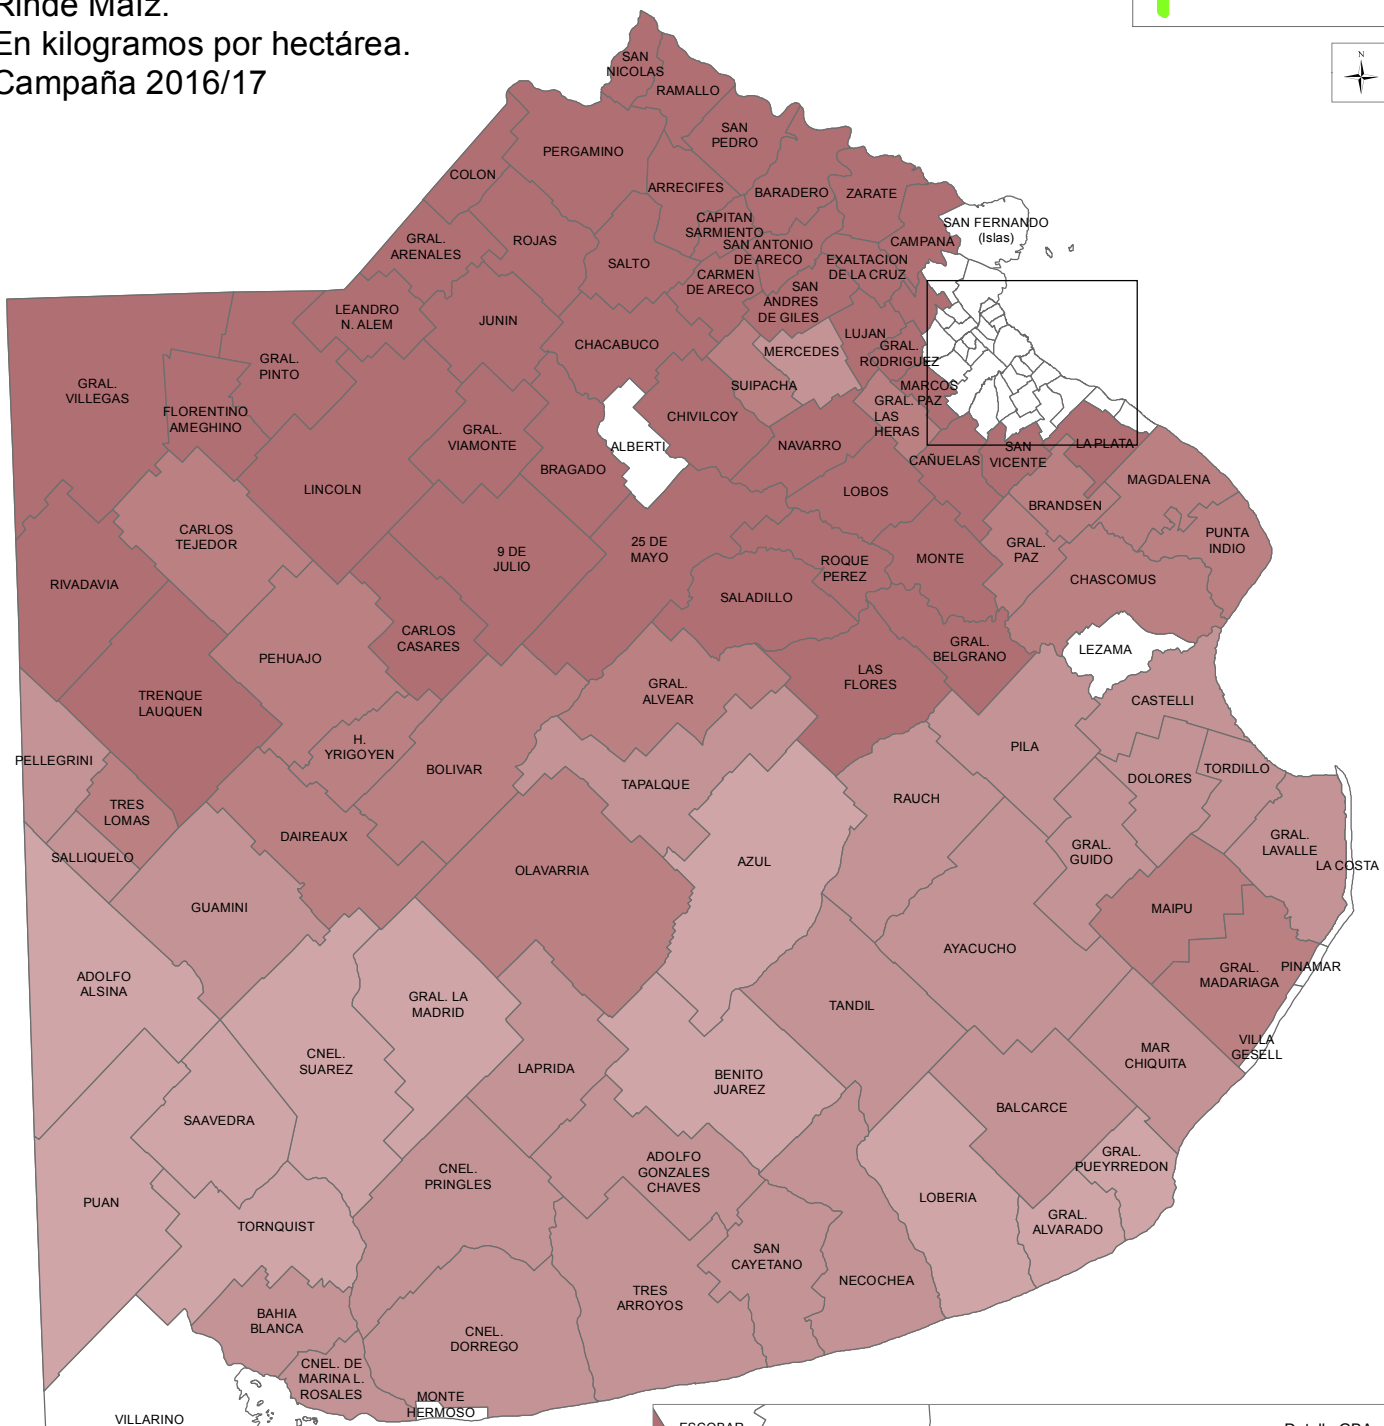 Rinde Maíz.
En kilogramos por hectárea.
Campaña 2016/17
N
SAN
NICOLAS
RAMALLO
SAN
PEDRO
PERGAMINO
COLON
ARRECIFES
BARADERO
ZARATE
CAPITAN
SARMIENTO
SAN FERNANDO
(Islas)
GRAL.
ARENALES
ROJAS
SALTO
SAN ANTONIO
DE ARECO
CAMPANA
EXALTACION
DE LA CRUZ
CARMEN
DE ARECO
SAN
ANDRES
DE GILES
LEANDRO
N. ALEM
JUNIN
CHACABUCO
MERCEDES
LUJAN
GRAL.
RODRIGUEZ
GRAL.
VILLEGAS
GRAL.
PINTO
SUIPACHA
MARCOS
PAZ
GRAL.
LAS
HERAS
FLORENTINO
AMEGHINO
CHIVILCOY
GRAL.
VIAMONTE
ALBERTI
NAVARRO
BRAGADO
CAÑUELAS
SAN
VICENTE
LA PLATA
LINCOLN
LOBOS
MAGDALENA
BRANDSEN
CARLOS
TEJEDOR
9 DE
JULIO
25 DE
MAYO
ROQUE
PEREZ
MONTE
GRAL.
PAZ
PUNTA
INDIO
RIVADAVIA
SALADILLO
CHASCOMUS
CARLOS
CASARES
GRAL.
BELGRANO
LEZAMA
PEHUAJO
TRENQUE
LAUQUEN
GRAL.
ALVEAR
LAS
FLORES
CASTELLI
H.
YRIGOYEN
PILA
PELLEGRINI
BOLIVAR
TAPALQUE
RAUCH
DOLORES
TORDILLO
TRES
LOMAS
DAIREAUX
SALLIQUELO
OLAVARRIA
AZUL
GRAL.
GUIDO
GRAL.
LAVALLE
LA COSTA
GUAMINI
MAIPU
AYACUCHO
ADOLFO
ALSINA
GRAL. LA
MADRID
GRAL.
MADARIAGA
PINAMAR
TANDIL
CNEL.
SUAREZ
LAPRIDA
BENITO
JUAREZ
MAR
CHIQUITA
VILLA
GESELL
SAAVEDRA
BALCARCE
CNEL.
PRINGLES
ADOLFO
GONZALES
CHAVES
GRAL.
PUEYRREDON
PUAN
LOBERIA
TORNQUIST
GRAL.
ALVARADO
SAN
CAYETANO
NECOCHEA
TRES
ARROYOS
BAHIA
BLANCA
CNEL.
DORREGO
CNEL. DE
MARINA L.
ROSALES
MONTE
HERMOSO
VILLARINO